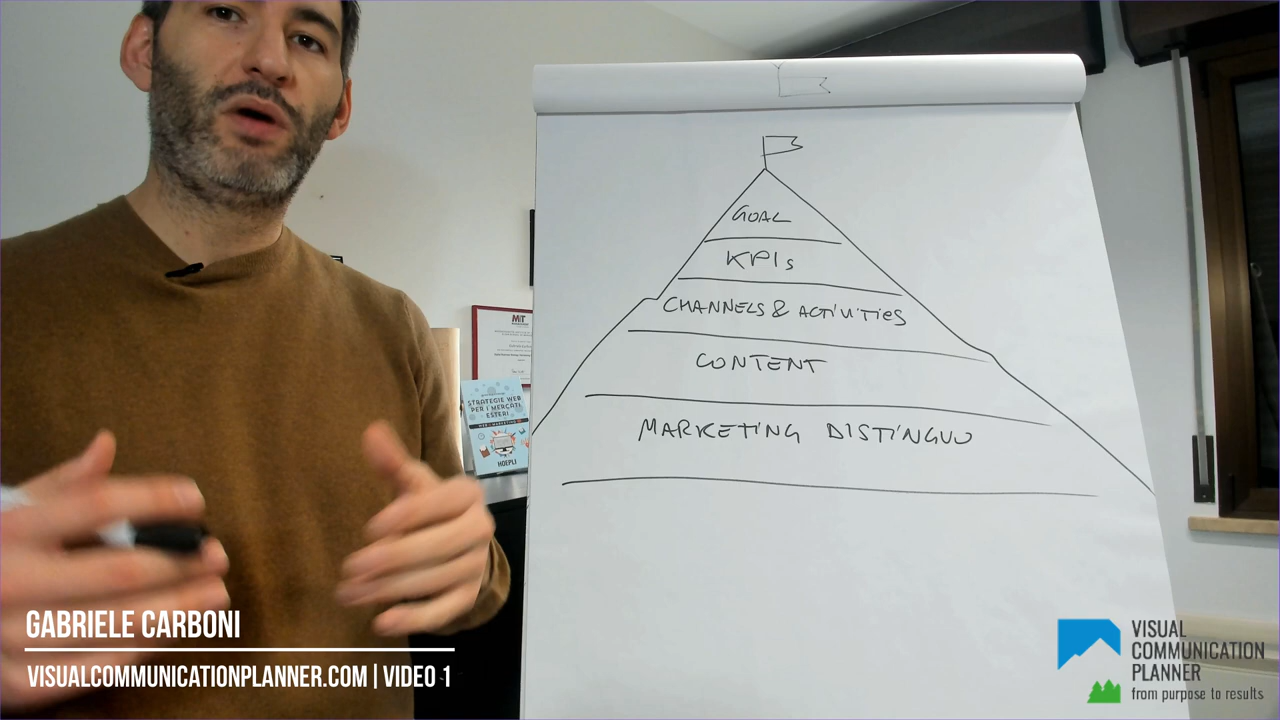 GOAL
KPIs
CHANNELS & ACTIVITIES
CONTENT
MARKETING DISTINGUO
MIT
STRATEGIE WEB
PER I MERCATI
ESTERI
HOEPLI
GABRIELE CARBONI
VISUALCOMMUNICATIONPLANNER.COM | VIDEO 1
VISUAL
COMMUNICATION
PLANNER
from purpose to results